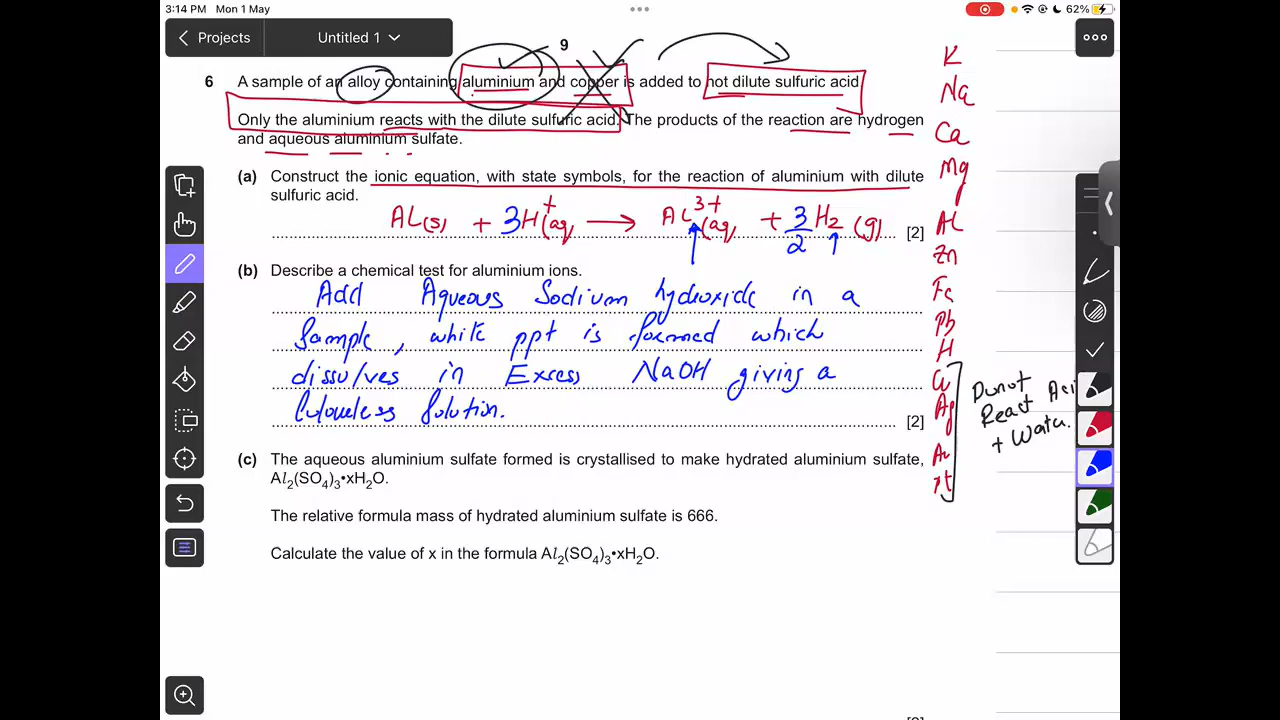 3:14 PM Mon 1 May
62%
Projects
Untitled 1
9
6 A sample of an alloy containing aluminium and copper is added to hot dilute sulfuric acid
Only the aluminium reacts with the dilute sulfuric acid. The products of the reaction are hydrogen
and aqueous aluminium sulfate.
(a) Construct the ionic equation, with state symbols, for the reaction of aluminium with dilute
sulfuric acid.
AL(s) + 3H⁺(aq) → AL³⁺(aq) + 3/2 H₂ (g) [2]
(b) Describe a chemical test for aluminium ions.
Add Aqueous Sodium hydroxide in a
Sample, white ppt is formed which
dissolves in Excess NaOH giving a
Colourless Solution. [2]
(c) The aqueous aluminium sulfate formed is crystallised to make hydrated aluminium sulfate,
Al₂(SO₄)₃•xH₂O.
The relative formula mass of hydrated aluminium sulfate is 666.
Calculate the value of x in the formula Al₂(SO₄)₃•xH₂O.
K
Na
Ca
Mg
AL
Zn
Fe
Pb
H
Cu
Ag
Au
Pt
Donot
React Aci
+ Water.